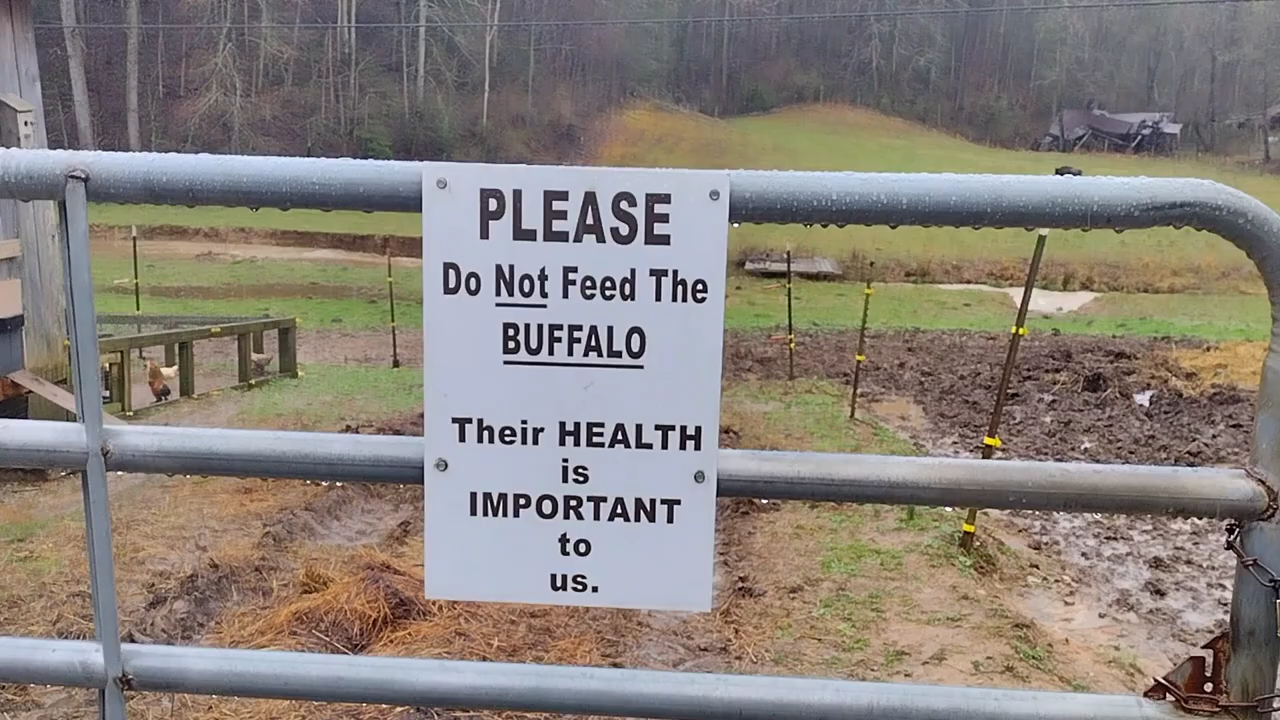 PLEASE
Do Not Feed The
BUFFALO
Their HEALTH
is
IMPORTANT
to
us.